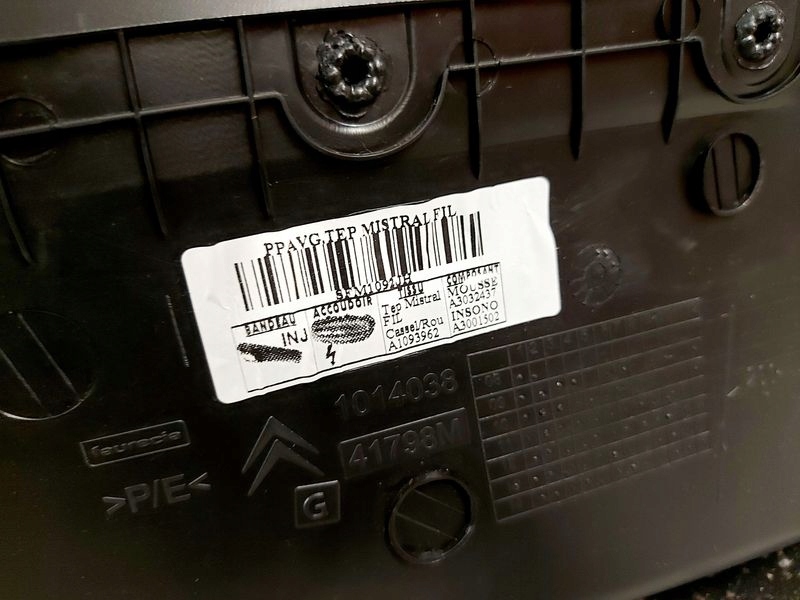 PPAVG TEP MISTRAL FIL
BANDEAU
INJ
ACCOUDOIR
TISSU
Tep Mistral
FIL
Cassel/Rou
A1093962
COMPOSANT
MOUSSE
A3032437
INSONO
A3001502
1014038
41798M
faurecia
>P/E<
G